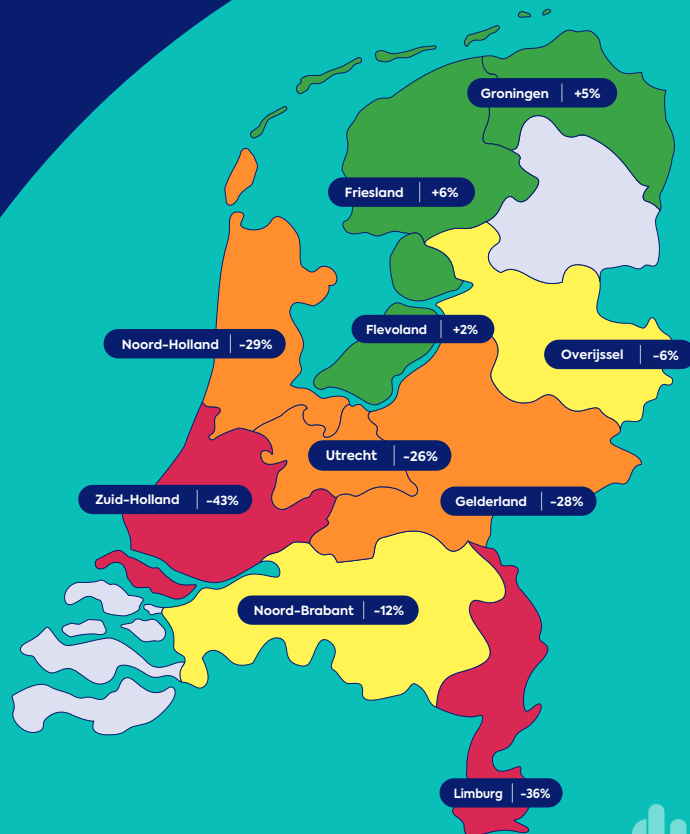 Groningen +5%
Friesland +6%
Flevoland +2%
Noord-Holland -29%
Overijssel -6%
Utrecht -26%
Zuid-Holland -43%
Gelderland -28%
Noord-Brabant -12%
Limburg -36%